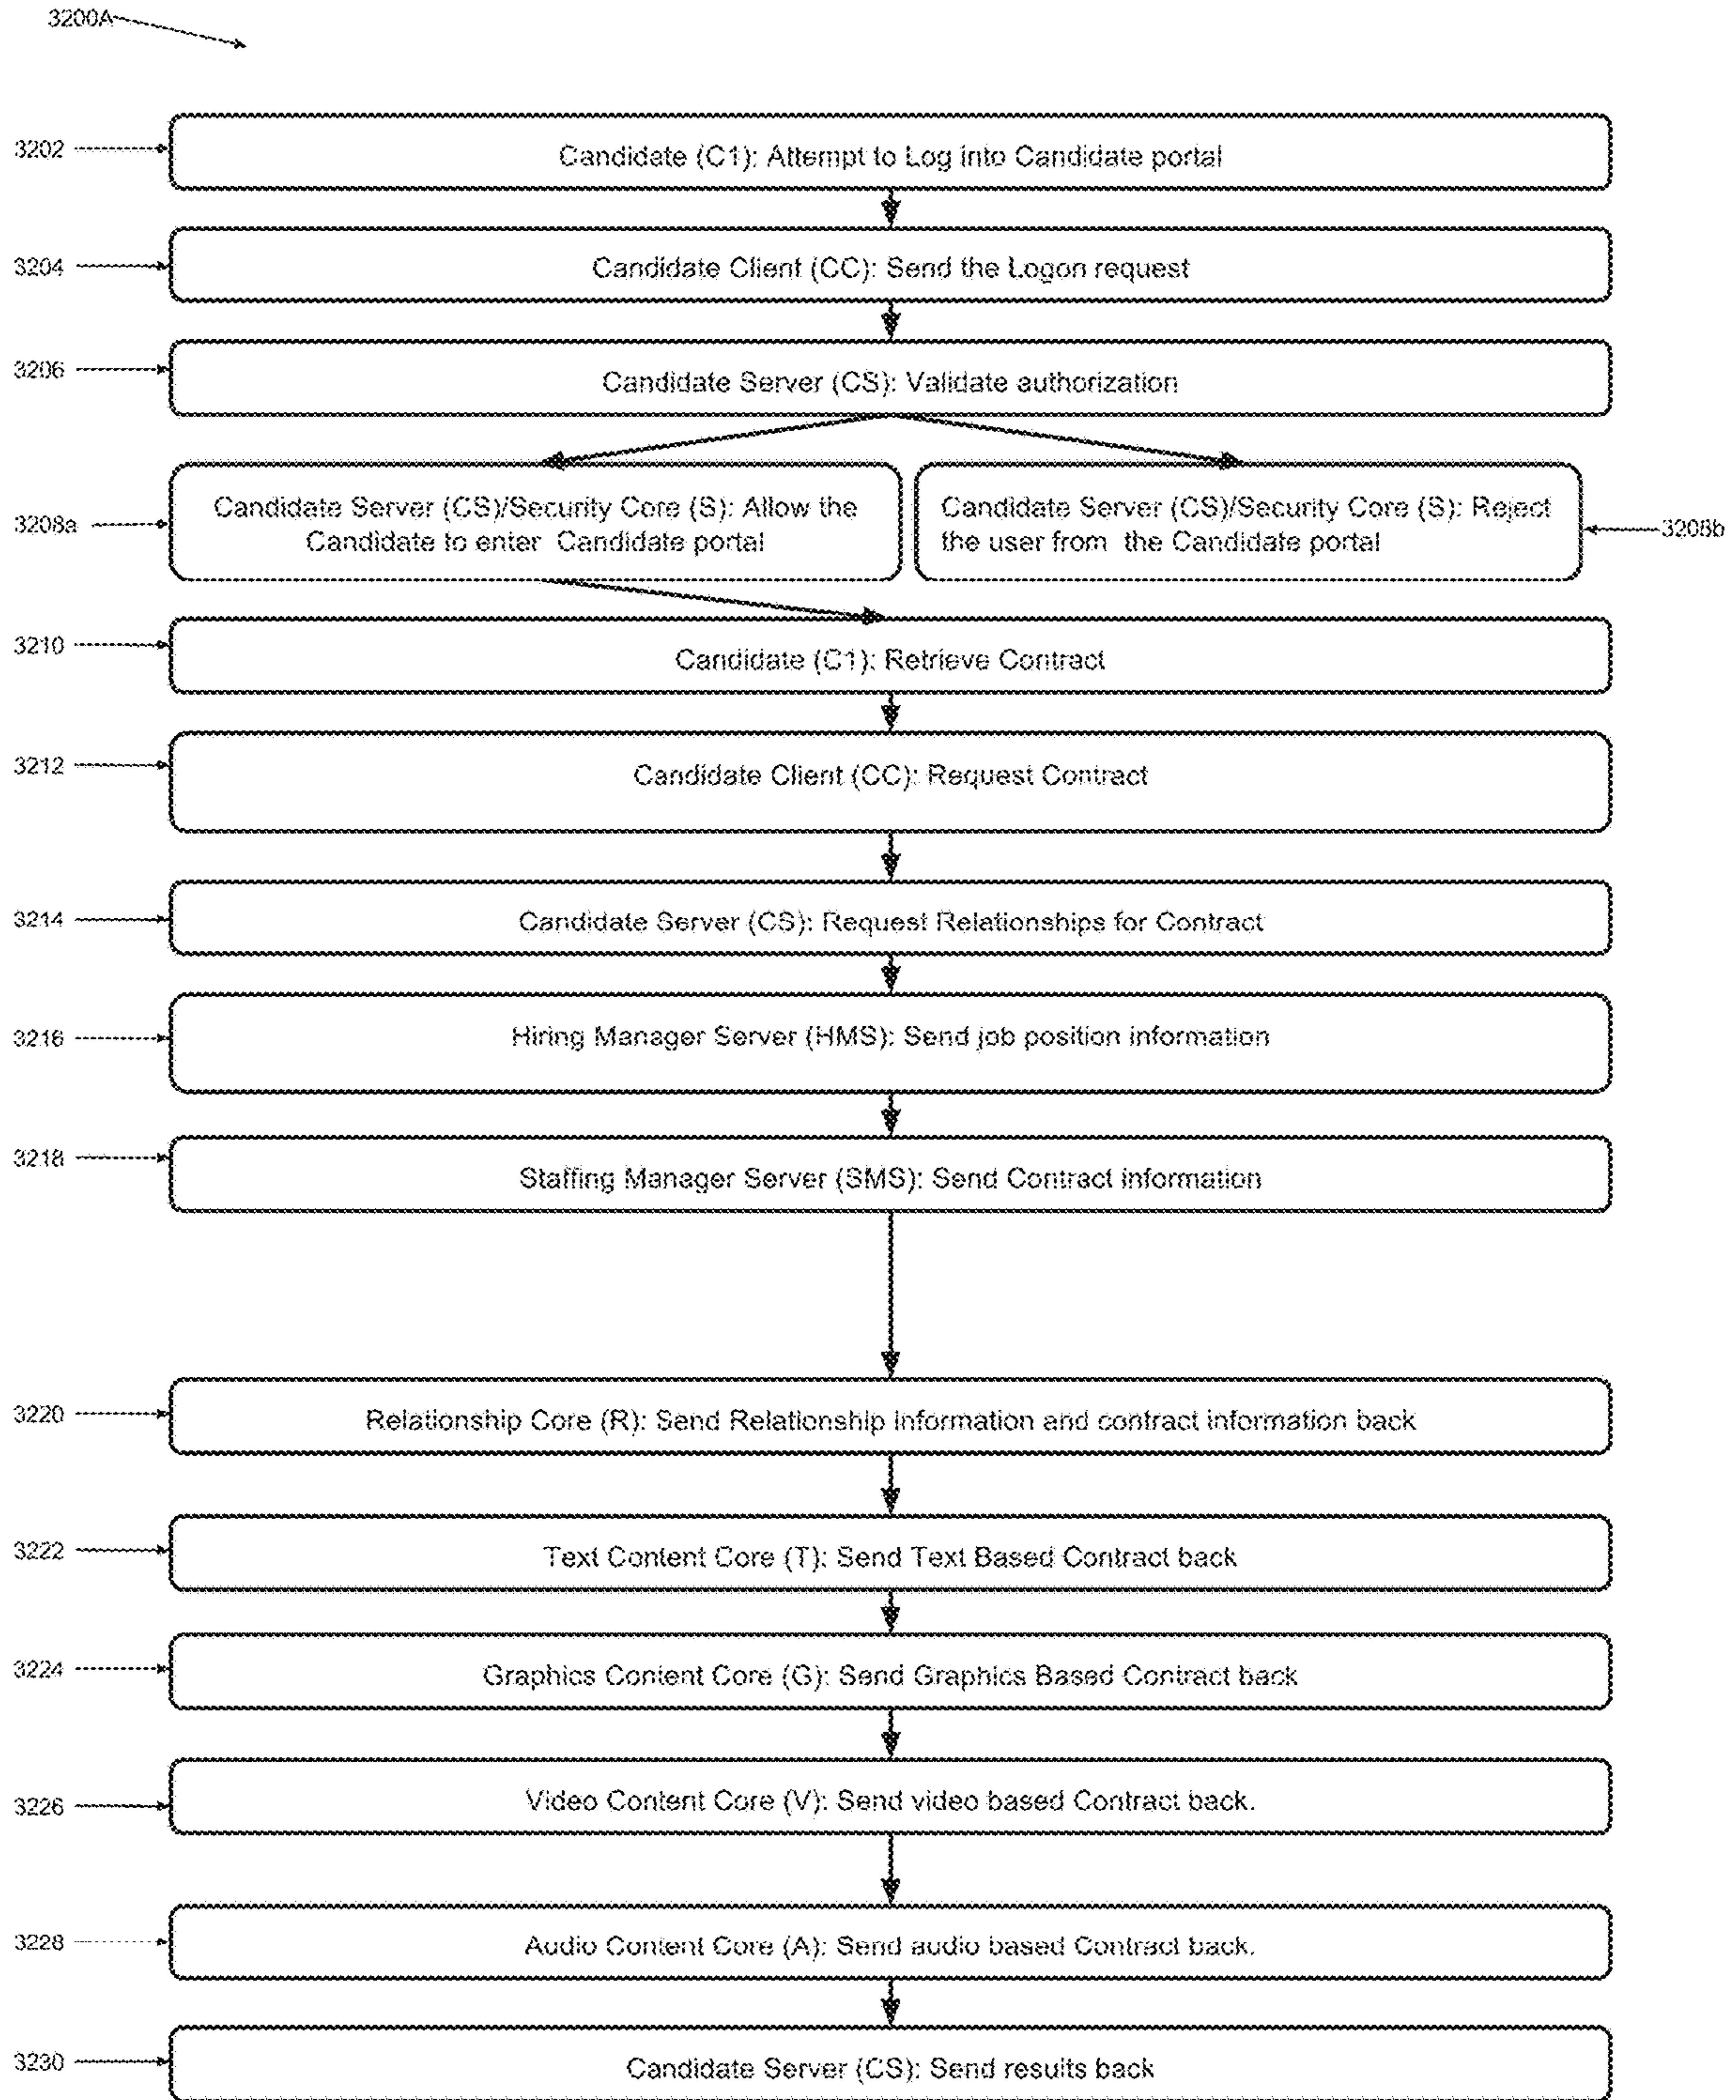 3200A
3202
Candidate (C1): Attempt to Log into Candidate portal
3204
Candidate Client (CC): Send the Logon request
3206
Candidate Server (CS): Validate authorization
3208a
Candidate Server (CS)/Security Core (S): Allow the
Candidate to enter Candidate portal
Candidate Server (CS)/Security Core (S): Reject
the user from the Candidate portal
3208b
3210
Candidate (C1): Retrieve Contract
3212
Candidate Client (CC): Request Contract
3214
Candidate Server (CS): Request Relationships for Contract
3216
Hiring Manager Server (HMS): Send job position information
3218
Staffing Manager Server (SMS): Send Contract information
3220
Relationship Core (R): Send Relationship Information and contract information back
3222
Text Content Core (T): Send Text Based Contract back
3224
Graphics Content Core (G): Send Graphics Based Contract back
3226
Video Content Core (V): Send video based Contract back.
3228
Audio Content Core (A): Send audio based Contract back.
3230
Candidate Server (CS): Send results back